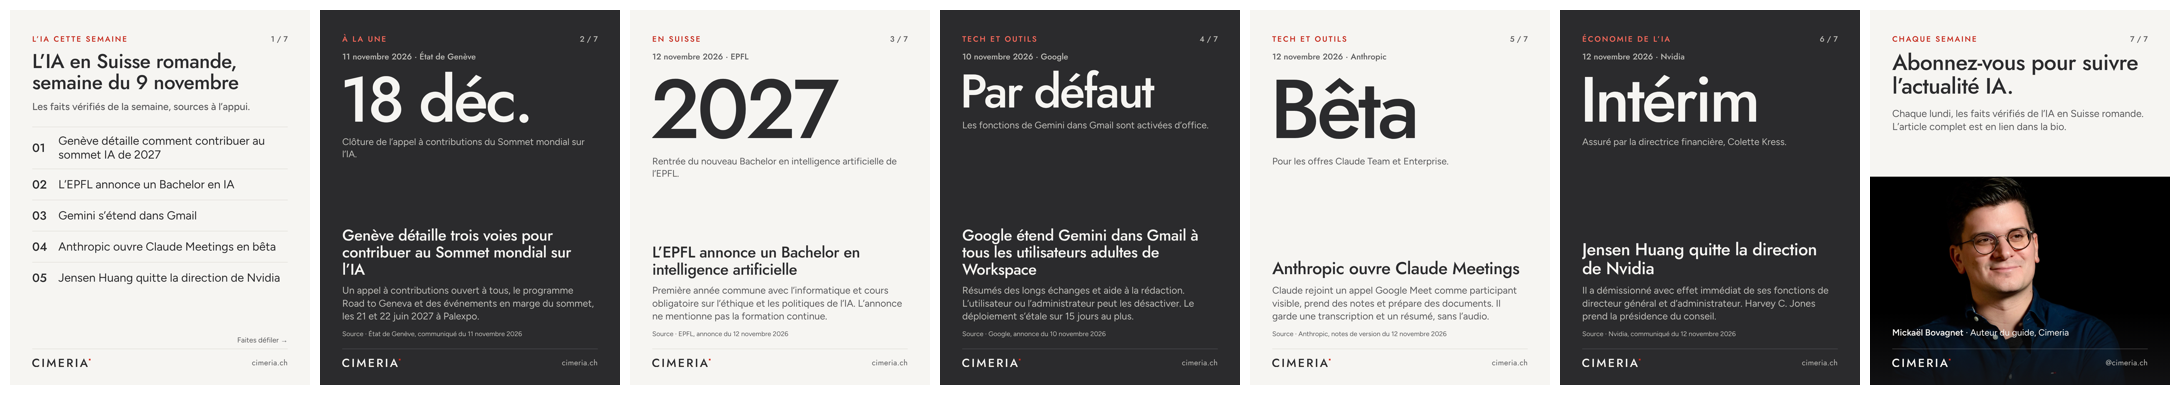 L'IA CETTE SEMAINE
1 / 7
L'IA en Suisse romande,
semaine du 9 novembre
Les faits vérifiés de la semaine, sources à l'appui.
01 Genève détaille comment contribuer au
sommet IA de 2027
02 L'EPFL annonce un Bachelor en IA
03 Gemini s'étend dans Gmail
04 Anthropic ouvre Claude Meetings en bêta
05 Jensen Huang quitte la direction de Nvidia
Faites défiler →
CIMERIA
cimeria.ch
À LA UNE
2 / 7
11 novembre 2026 · État de Genève
18 déc.
Clôture de l'appel à contributions du Sommet mondial sur
l'IA.
Genève détaille trois voies pour
contribuer au Sommet mondial sur
l'IA
Un appel à contributions ouvert à tous, le programme
Road to Geneva et des événements en marge du sommet,
les 21 et 22 juin 2027 à Palexpo.
Source · État de Genève, communiqué du 11 novembre 2026
CIMERIA
cimeria.ch
EN SUISSE
3 / 7
12 novembre 2026 · EPFL
2027
Rentrée du nouveau Bachelor en intelligence artificielle de
l'EPFL.
L'EPFL annonce un Bachelor en
intelligence artificielle
Première année commune avec l'informatique et cours
obligatoire sur l'éthique et les politiques de l'IA. L'annonce
ne mentionne pas la formation continue.
Source · EPFL, annonce du 12 novembre 2026
CIMERIA
cimeria.ch
TECH ET OUTILS
4 / 7
10 novembre 2026 · Google
Par défaut
Les fonctions de Gemini dans Gmail sont activées d'office.
Google étend Gemini dans Gmail à
tous les utilisateurs adultes de
Workspace
Résumés des longs échanges et aide à la rédaction.
L'utilisateur ou l'administrateur peut les désactiver. Le
déploiement s'étale sur 15 jours au plus.
Source · Google, annonce du 10 novembre 2026
CIMERIA
cimeria.ch
TECH ET OUTILS
5 / 7
12 novembre 2026 · Anthropic
Bêta
Pour les offres Claude Team et Enterprise.
Anthropic ouvre Claude Meetings
Claude rejoint un appel Google Meet comme participant
visible, prend des notes et prépare des documents. Il
garde une transcription et un résumé, sans l'audio.
Source · Anthropic, notes de version du 12 novembre 2026
CIMERIA
cimeria.ch
ÉCONOMIE DE L'IA
6 / 7
12 novembre 2026 · Nvidia
Intérim
Assuré par la directrice financière, Colette Kress.
Jensen Huang quitte la direction
de Nvidia
Il a démissionné avec effet immédiat de ses fonctions de
directeur général et d'administrateur. Harvey C. Jones
prend la présidence du conseil.
Source · Nvidia, communiqué du 12 novembre 2026
CIMERIA
cimeria.ch
CHAQUE SEMAINE
7 / 7
Abonnez-vous pour suivre
l'actualité IA.
Chaque lundi, les faits vérifiés de l'IA en Suisse romande.
L'article complet est en lien dans la bio.
Mickaël Bovagnet · Auteur du guide, Cimeria
CIMERIA
@cimeria.ch